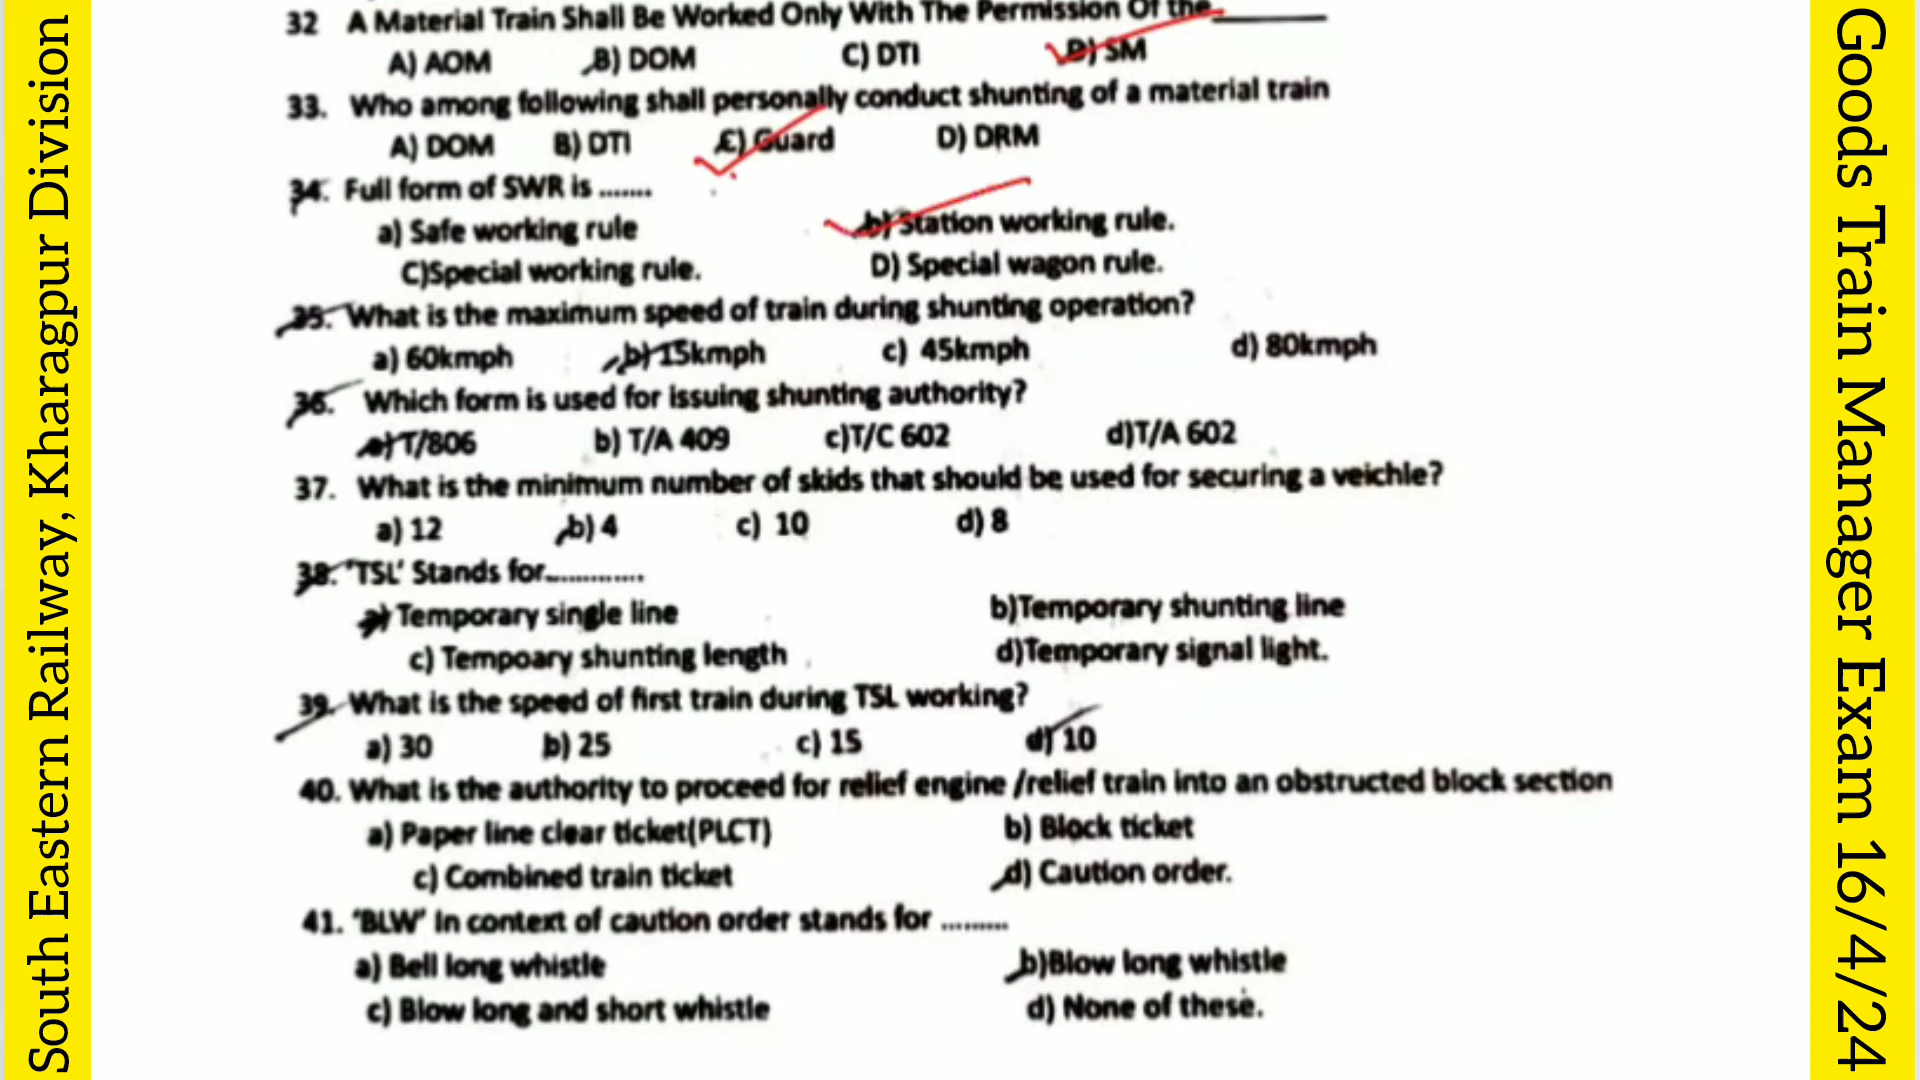 South Eastern Railway, Kharagpur Division
32 A Material Train Shall Be Worked Only With The Permission Of the__________
A) AOM B) DOM C) DTI D) SM
33. Who among following shall personally conduct shunting of a material train
A) DOM B) DTI C) Guard D) DRM
34. Full form of SWR is .......
a) Safe working rule b) Station working rule.
C)Special working rule. D) Special wagon rule.
35. What is the maximum speed of train during shunting operation?
a) 60kmph b) 15kmph c) 45kmph d) 80kmph
36. Which form is used for issuing shunting authority?
a) T/806 b) T/A 409 c)T/C 602 d)T/A 602
37. What is the minimum number of skids that should be used for securing a veichle?
a) 12 b) 4 c) 10 d) 8
38. 'TSL' Stands for.............
a) Temporary single line b)Temporary shunting line
c) Tempoary shunting length d)Temporary signal light.
39. What is the speed of first train during TSL working?
a) 30 b) 25 c) 15 d) 10
40. What is the authority to proceed for relief engine /relief train into an obstructed block section
a) Paper line clear ticket(PLCT) b) Block ticket
c) Combined train ticket d) Caution order.
41. 'BLW' In context of caution order stands for .........
a) Bell long whistle b)Blow long whistle
c) Blow long and short whistle d) None of these.
Goods Train Manager Exam 16/4/24